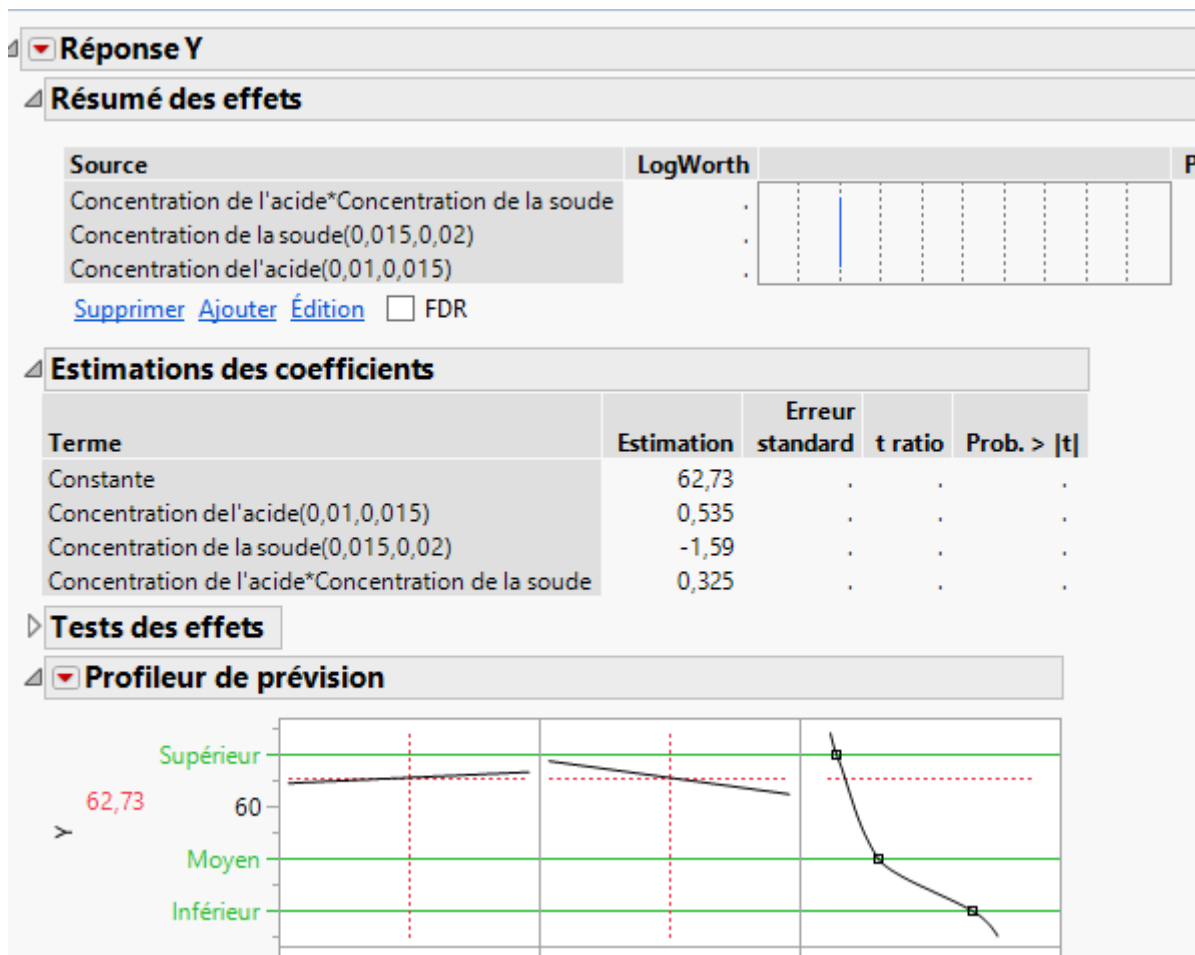 Réponse Y
Résumé des effets
Source LogWorth P
Concentration de l'acide*Concentration de la soude .
Concentration de la soude(0,015,0,02) .
Concentration del'acide(0,01,0,015) .
Supprimer Ajouter Édition FDR
Estimations des coefficients
Terme Estimation Erreur standard t ratio Prob. > |t|
Constante 62,73 . . .
Concentration del'acide(0,01,0,015) 0,535 . . .
Concentration de la soude(0,015,0,02) -1,59 . . .
Concentration de l'acide*Concentration de la soude 0,325 . . .
Tests des effets
Profileur de prévision
Supérieur
62,73 60
Y
Moyen
Inférieur